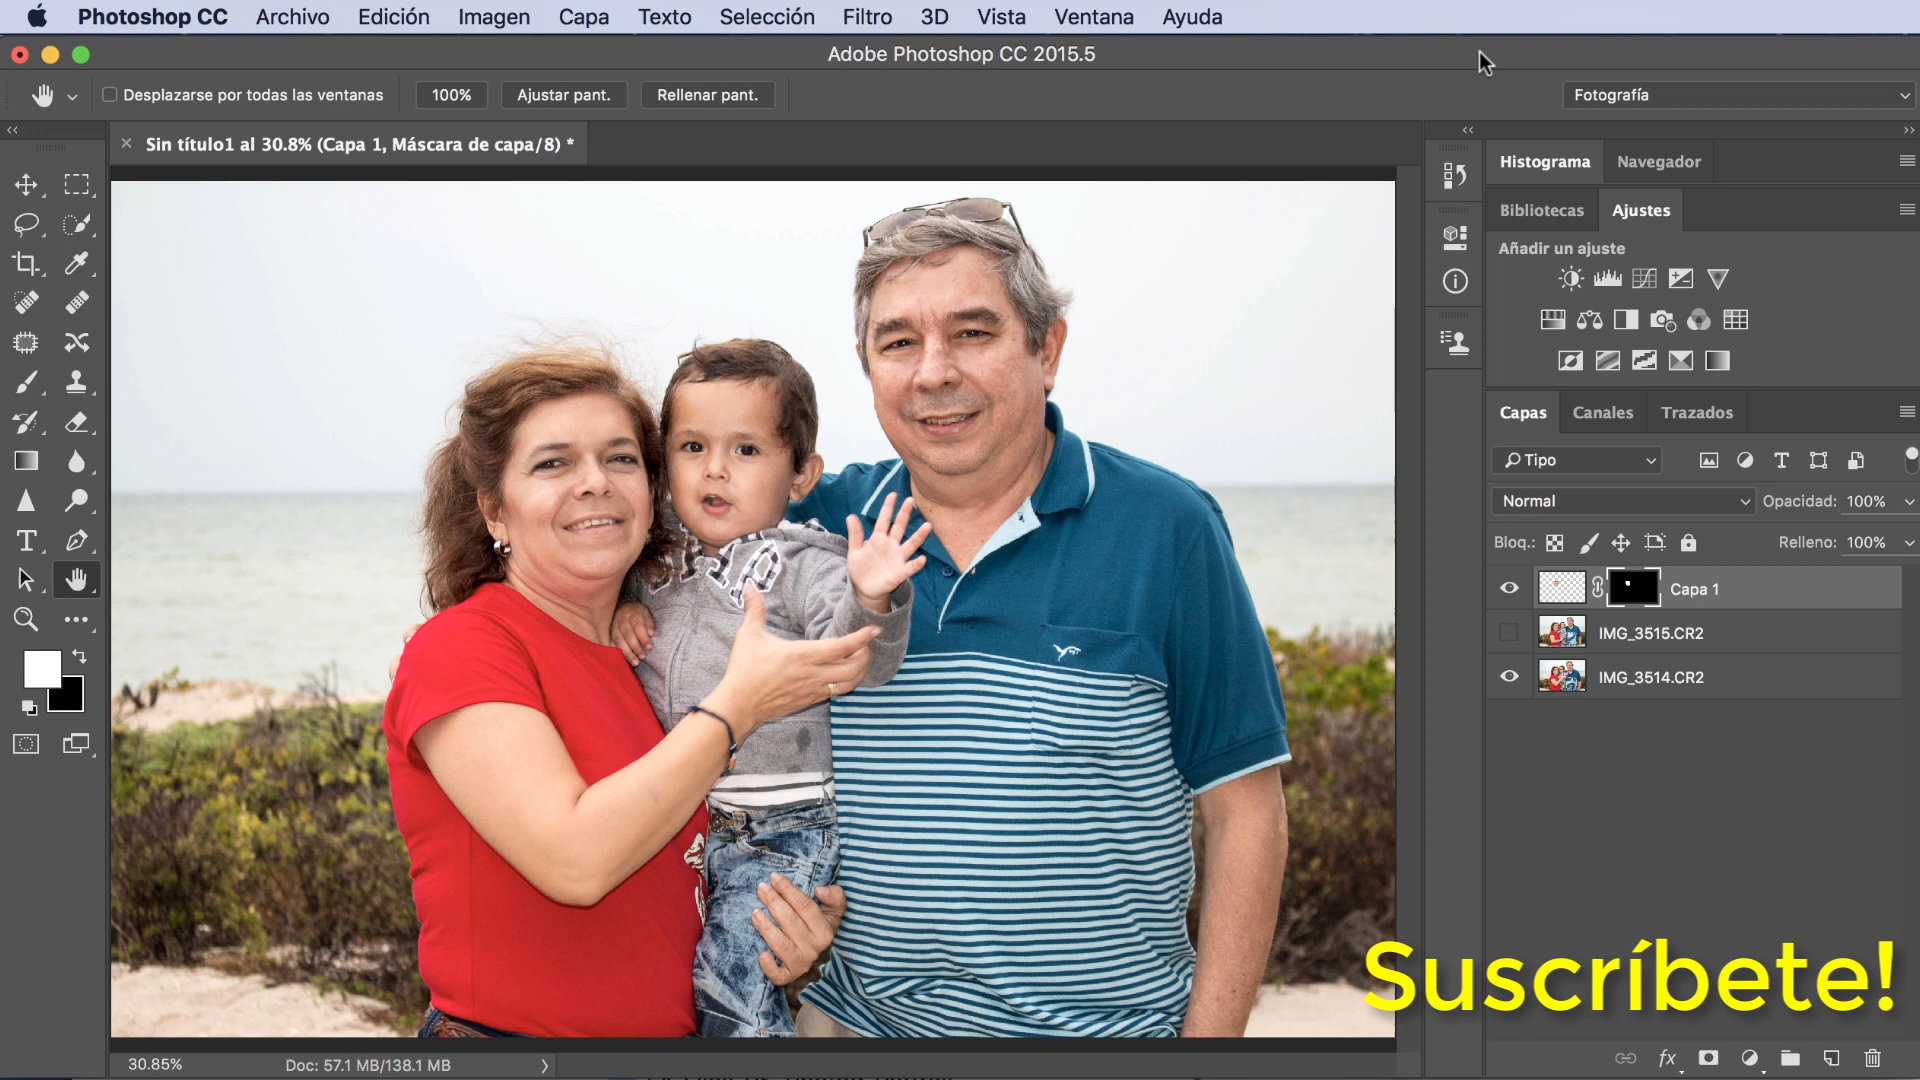 Photoshop CC Archivo Edición Imagen Capa Texto Selección Filtro 3D Vista Ventana Ayuda
Adobe Photoshop CC 2015.5
Desplazarse por todas las ventanas 100% Ajustar pant. Rellenar pant. Fotografía
Sin título1 al 30.8% (Capa 1, Máscara de capa/8) *
Histograma Navegador
Bibliotecas Ajustes
Añadir un ajuste
Capas Canales Trazados
Tipo
Normal Opacidad: 100%
Bloq.: Relleno: 100%
Capa 1
IMG_3515.CR2
IMG_3514.CR2
Suscríbete!
fx
30.85% Doc: 57.1 MB/138.1 MB